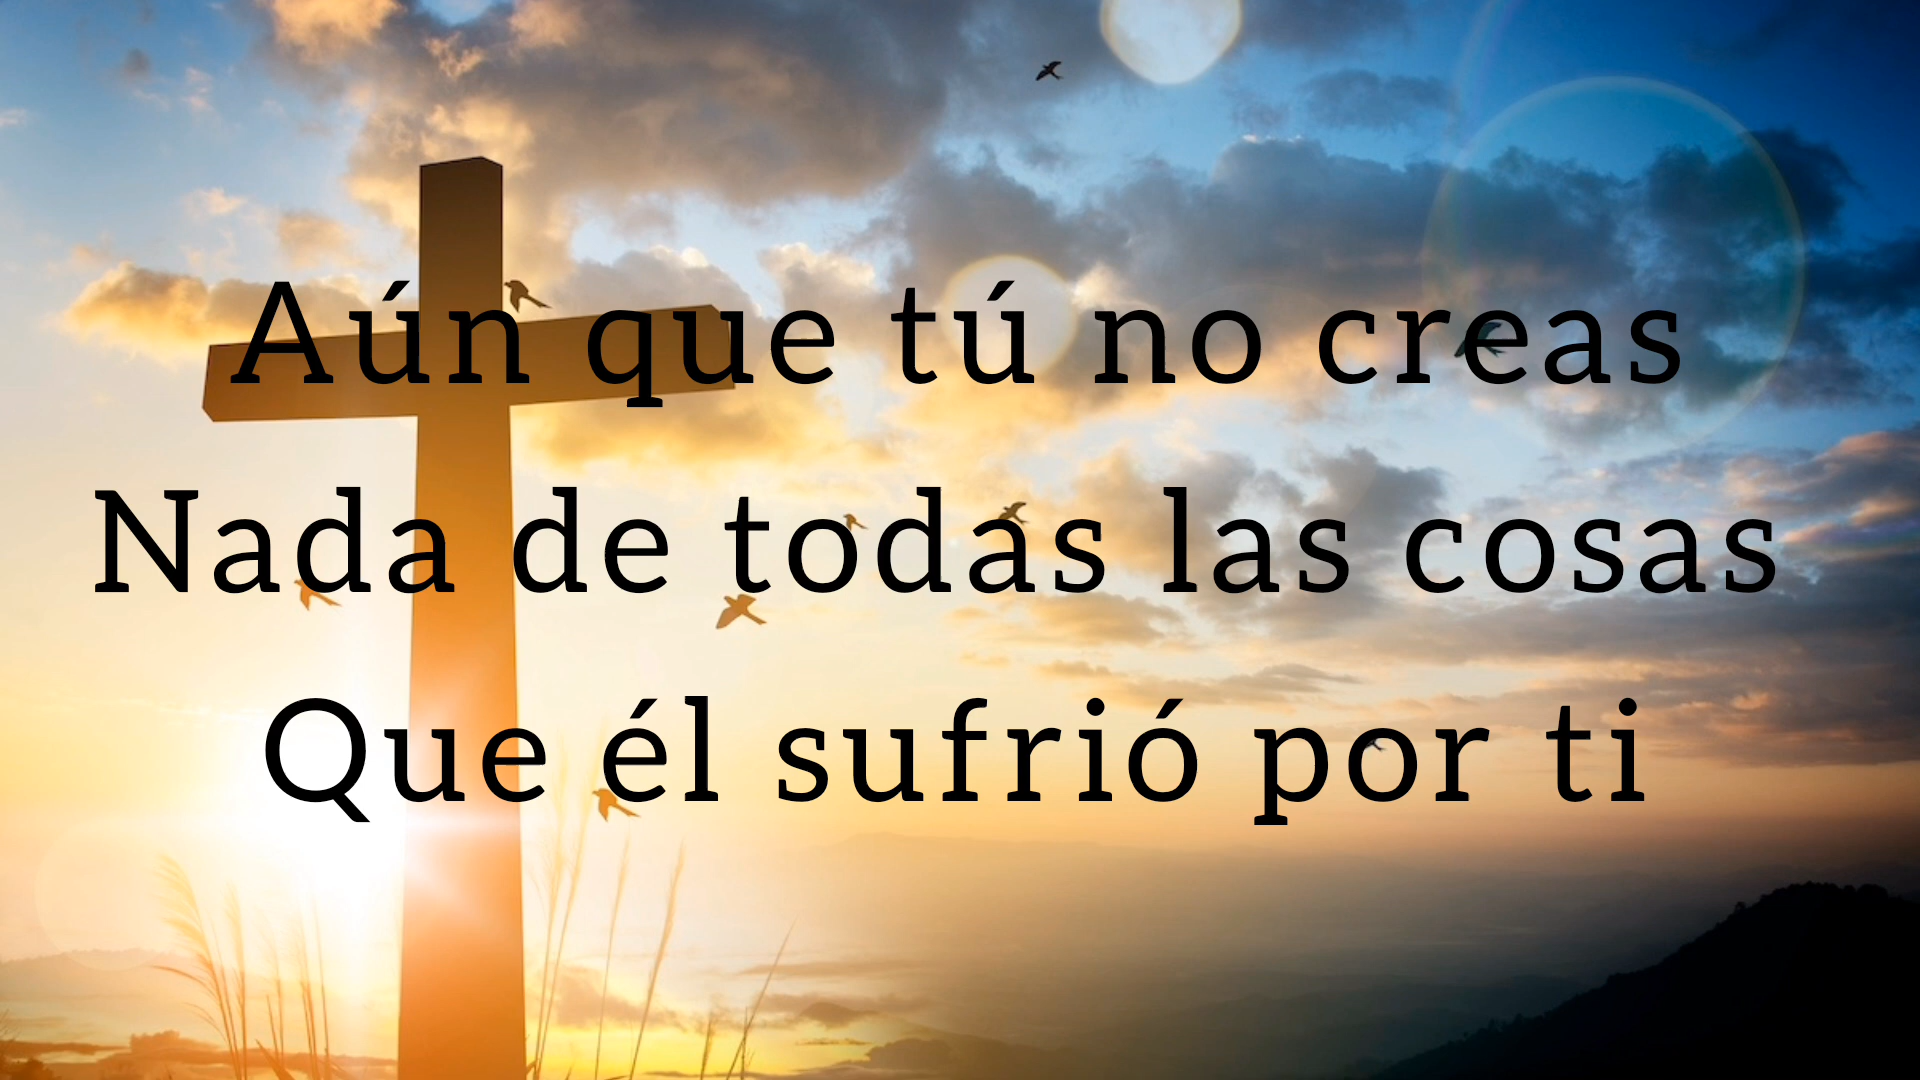 Aún que tú no creas
Nada de todas las cosas
Que él sufrió por ti